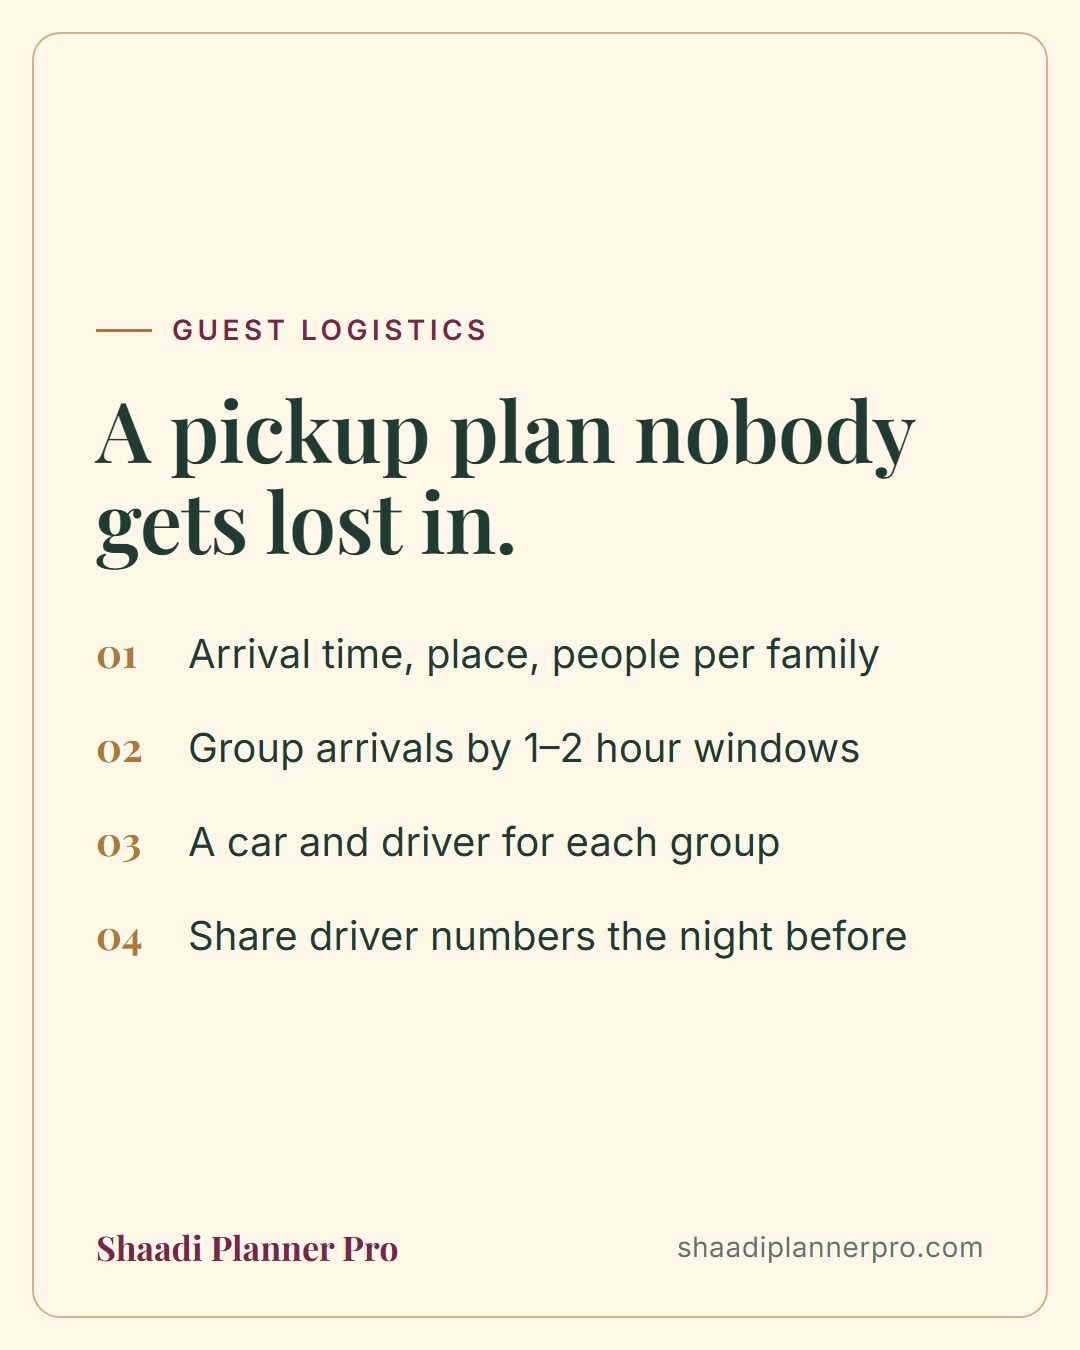 GUEST LOGISTICS
A pickup plan nobody
gets lost in.
01 Arrival time, place, people per family
02 Group arrivals by 1–2 hour windows
03 A car and driver for each group
04 Share driver numbers the night before
Shaadi Planner Pro shaadiplannerpro.com